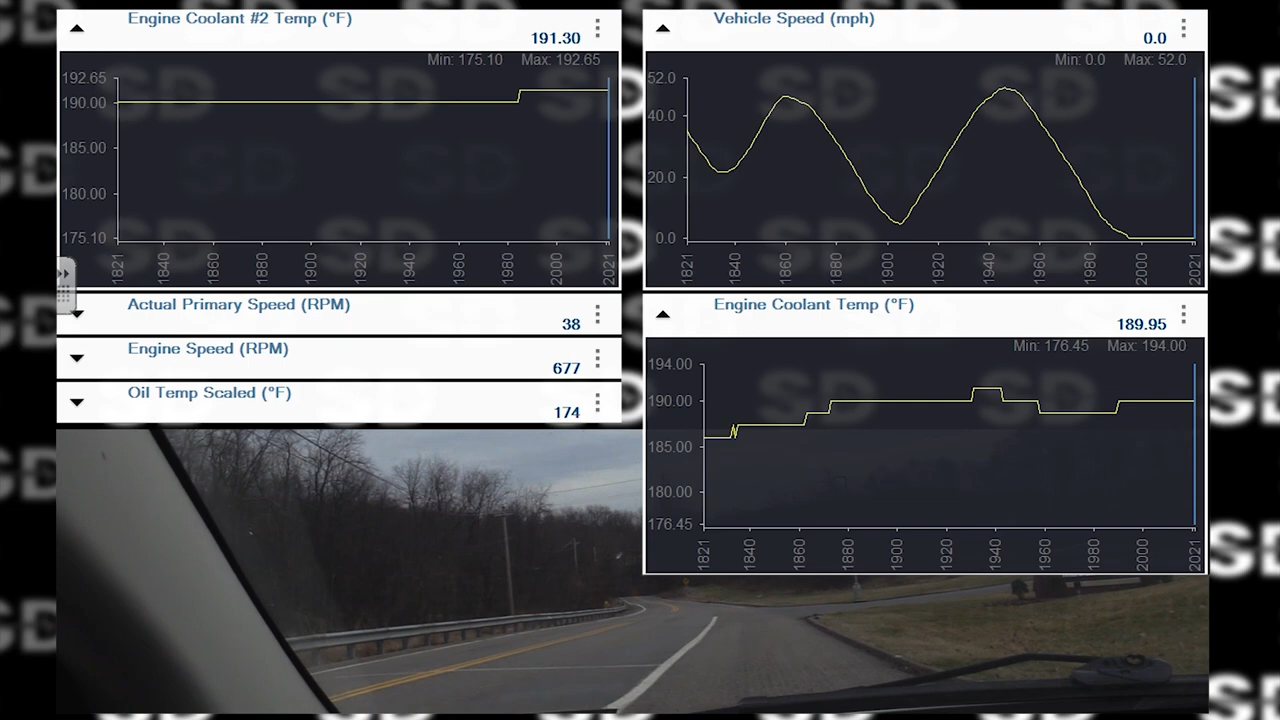 Engine Coolant #2 Temp (°F)
191.30
Min: 175.10 Max: 192.65
192.65
190.00
185.00
180.00
175.10
1821 1840 1860 1880 1900 1920 1940 1960 1980 2000 2021
Actual Primary Speed (RPM)
38
Engine Speed (RPM)
677
Oil Temp Scaled (°F)
174
Vehicle Speed (mph)
0.0
Min: 0.0 Max: 52.0
52.0
40.0
20.0
0.0
1821 1840 1860 1880 1900 1920 1940 1960 1980 2000 2021
Engine Coolant Temp (°F)
189.95
Min: 176.45 Max: 194.00
194.00
190.00
185.00
180.00
176.45
1821 1840 1860 1880 1900 1920 1940 1960 1980 2000 2021
SD